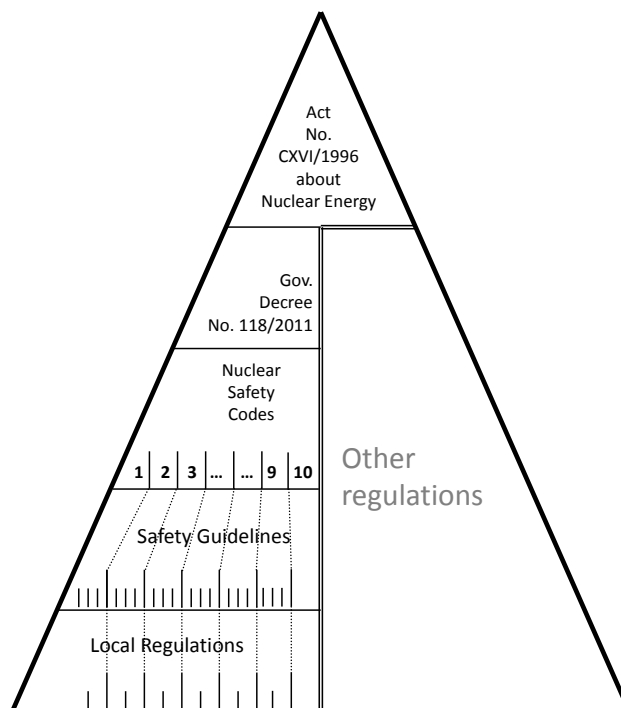 Act
No.
CXVI/1996
about
Nuclear Energy
Gov.
Decree
No. 118/2011
Nuclear
Safety
Codes
1 2 3 ... ... 9 10
Other
regulations
Safety Guidelines
Local Regulations